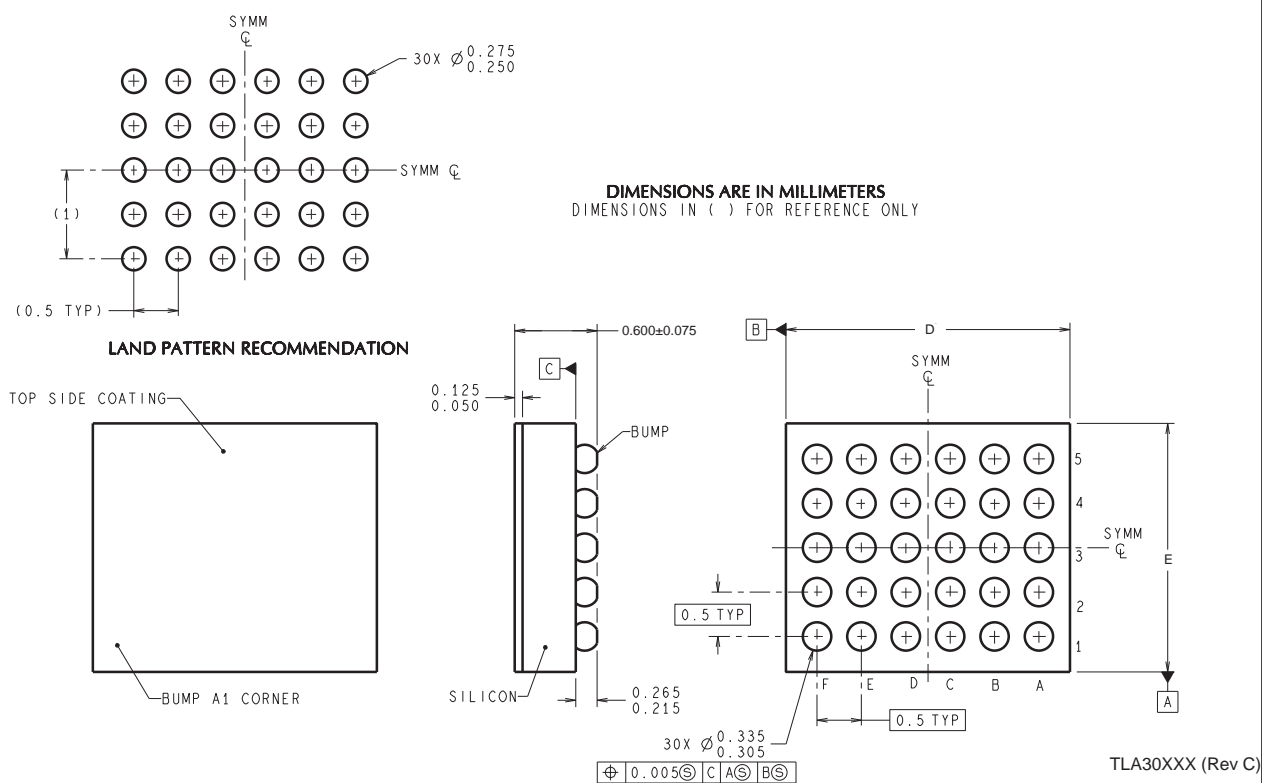 SYMM
℄
30X Ø 0.275
0.250
SYMM ℄
(1)
(0.5 TYP)
LAND PATTERN RECOMMENDATION
DIMENSIONS ARE IN MILLIMETERS
DIMENSIONS IN ( ) FOR REFERENCE ONLY
TOP SIDE COATING
BUMP A1 CORNER
0.600±0.075
C
0.125
0.050
BUMP
SILICON
0.265
0.215
B
D
SYMM
℄
5
4
3
2
1
SYMM
℄
E
0.5 TYP
F E D C B A
A
0.5 TYP
30X Ø 0.335
0.305
⌖ 0.005Ⓢ C AⓈ BⓈ
TLA30XXX (Rev C)